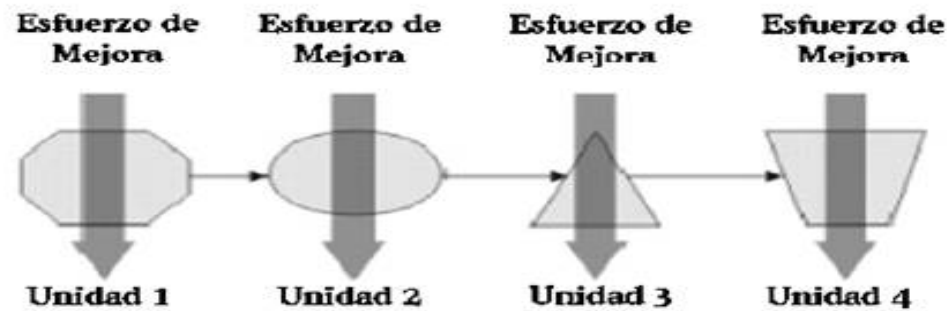 Esfuerzo de
Mejora
Esfuerzo de
Mejora
Esfuerzo de
Mejora
Esfuerzo de
Mejora
Unidad 1
Unidad 2
Unidad 3
Unidad 4